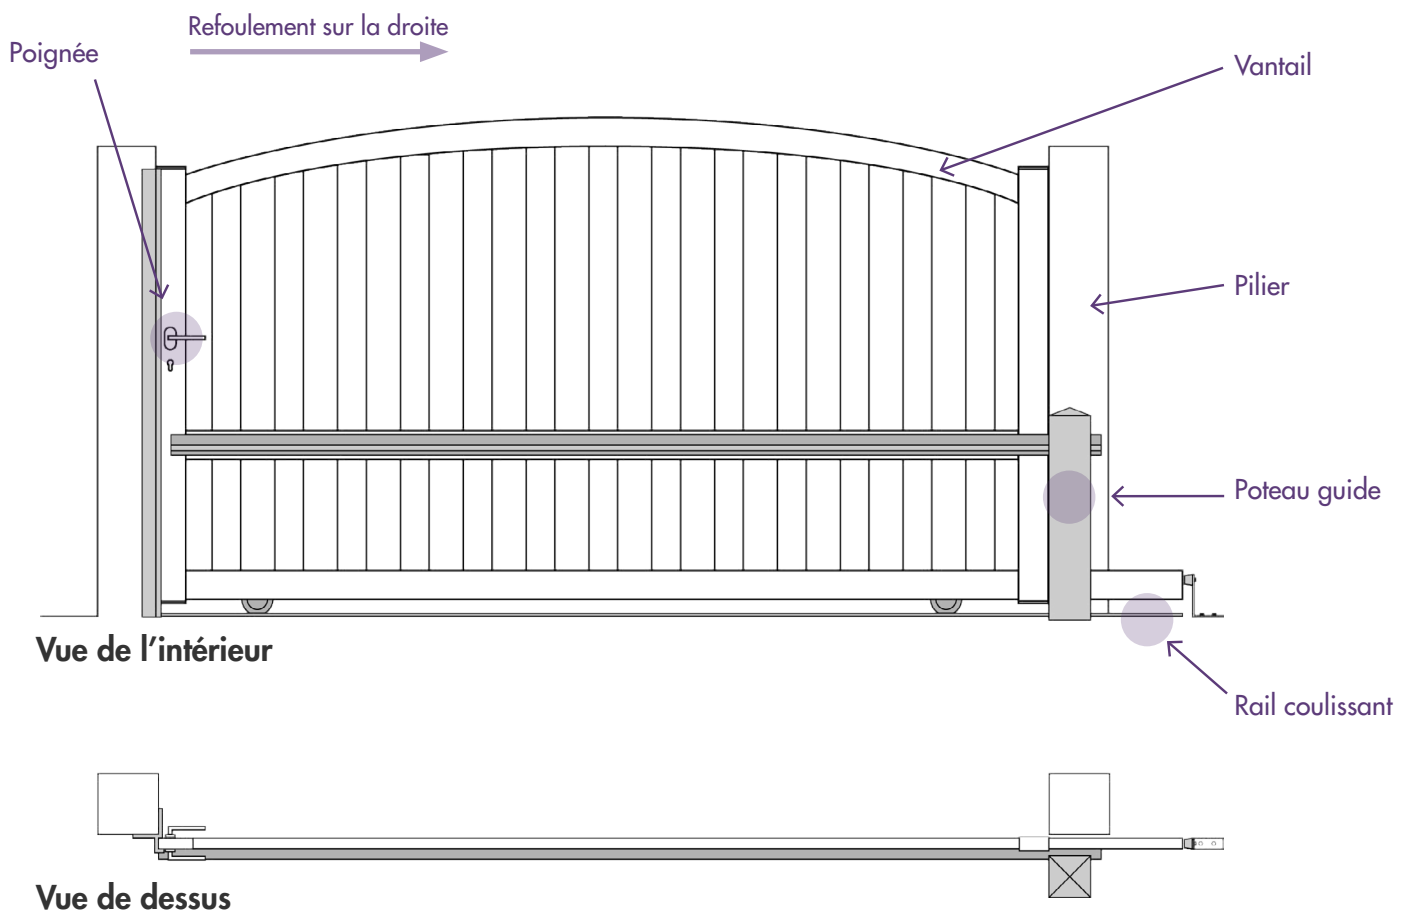 Refoulement sur la droite
Poignée
Vantail
Pilier
Poteau guide
Vue de l'intérieur
Rail coulissant
Vue de dessus